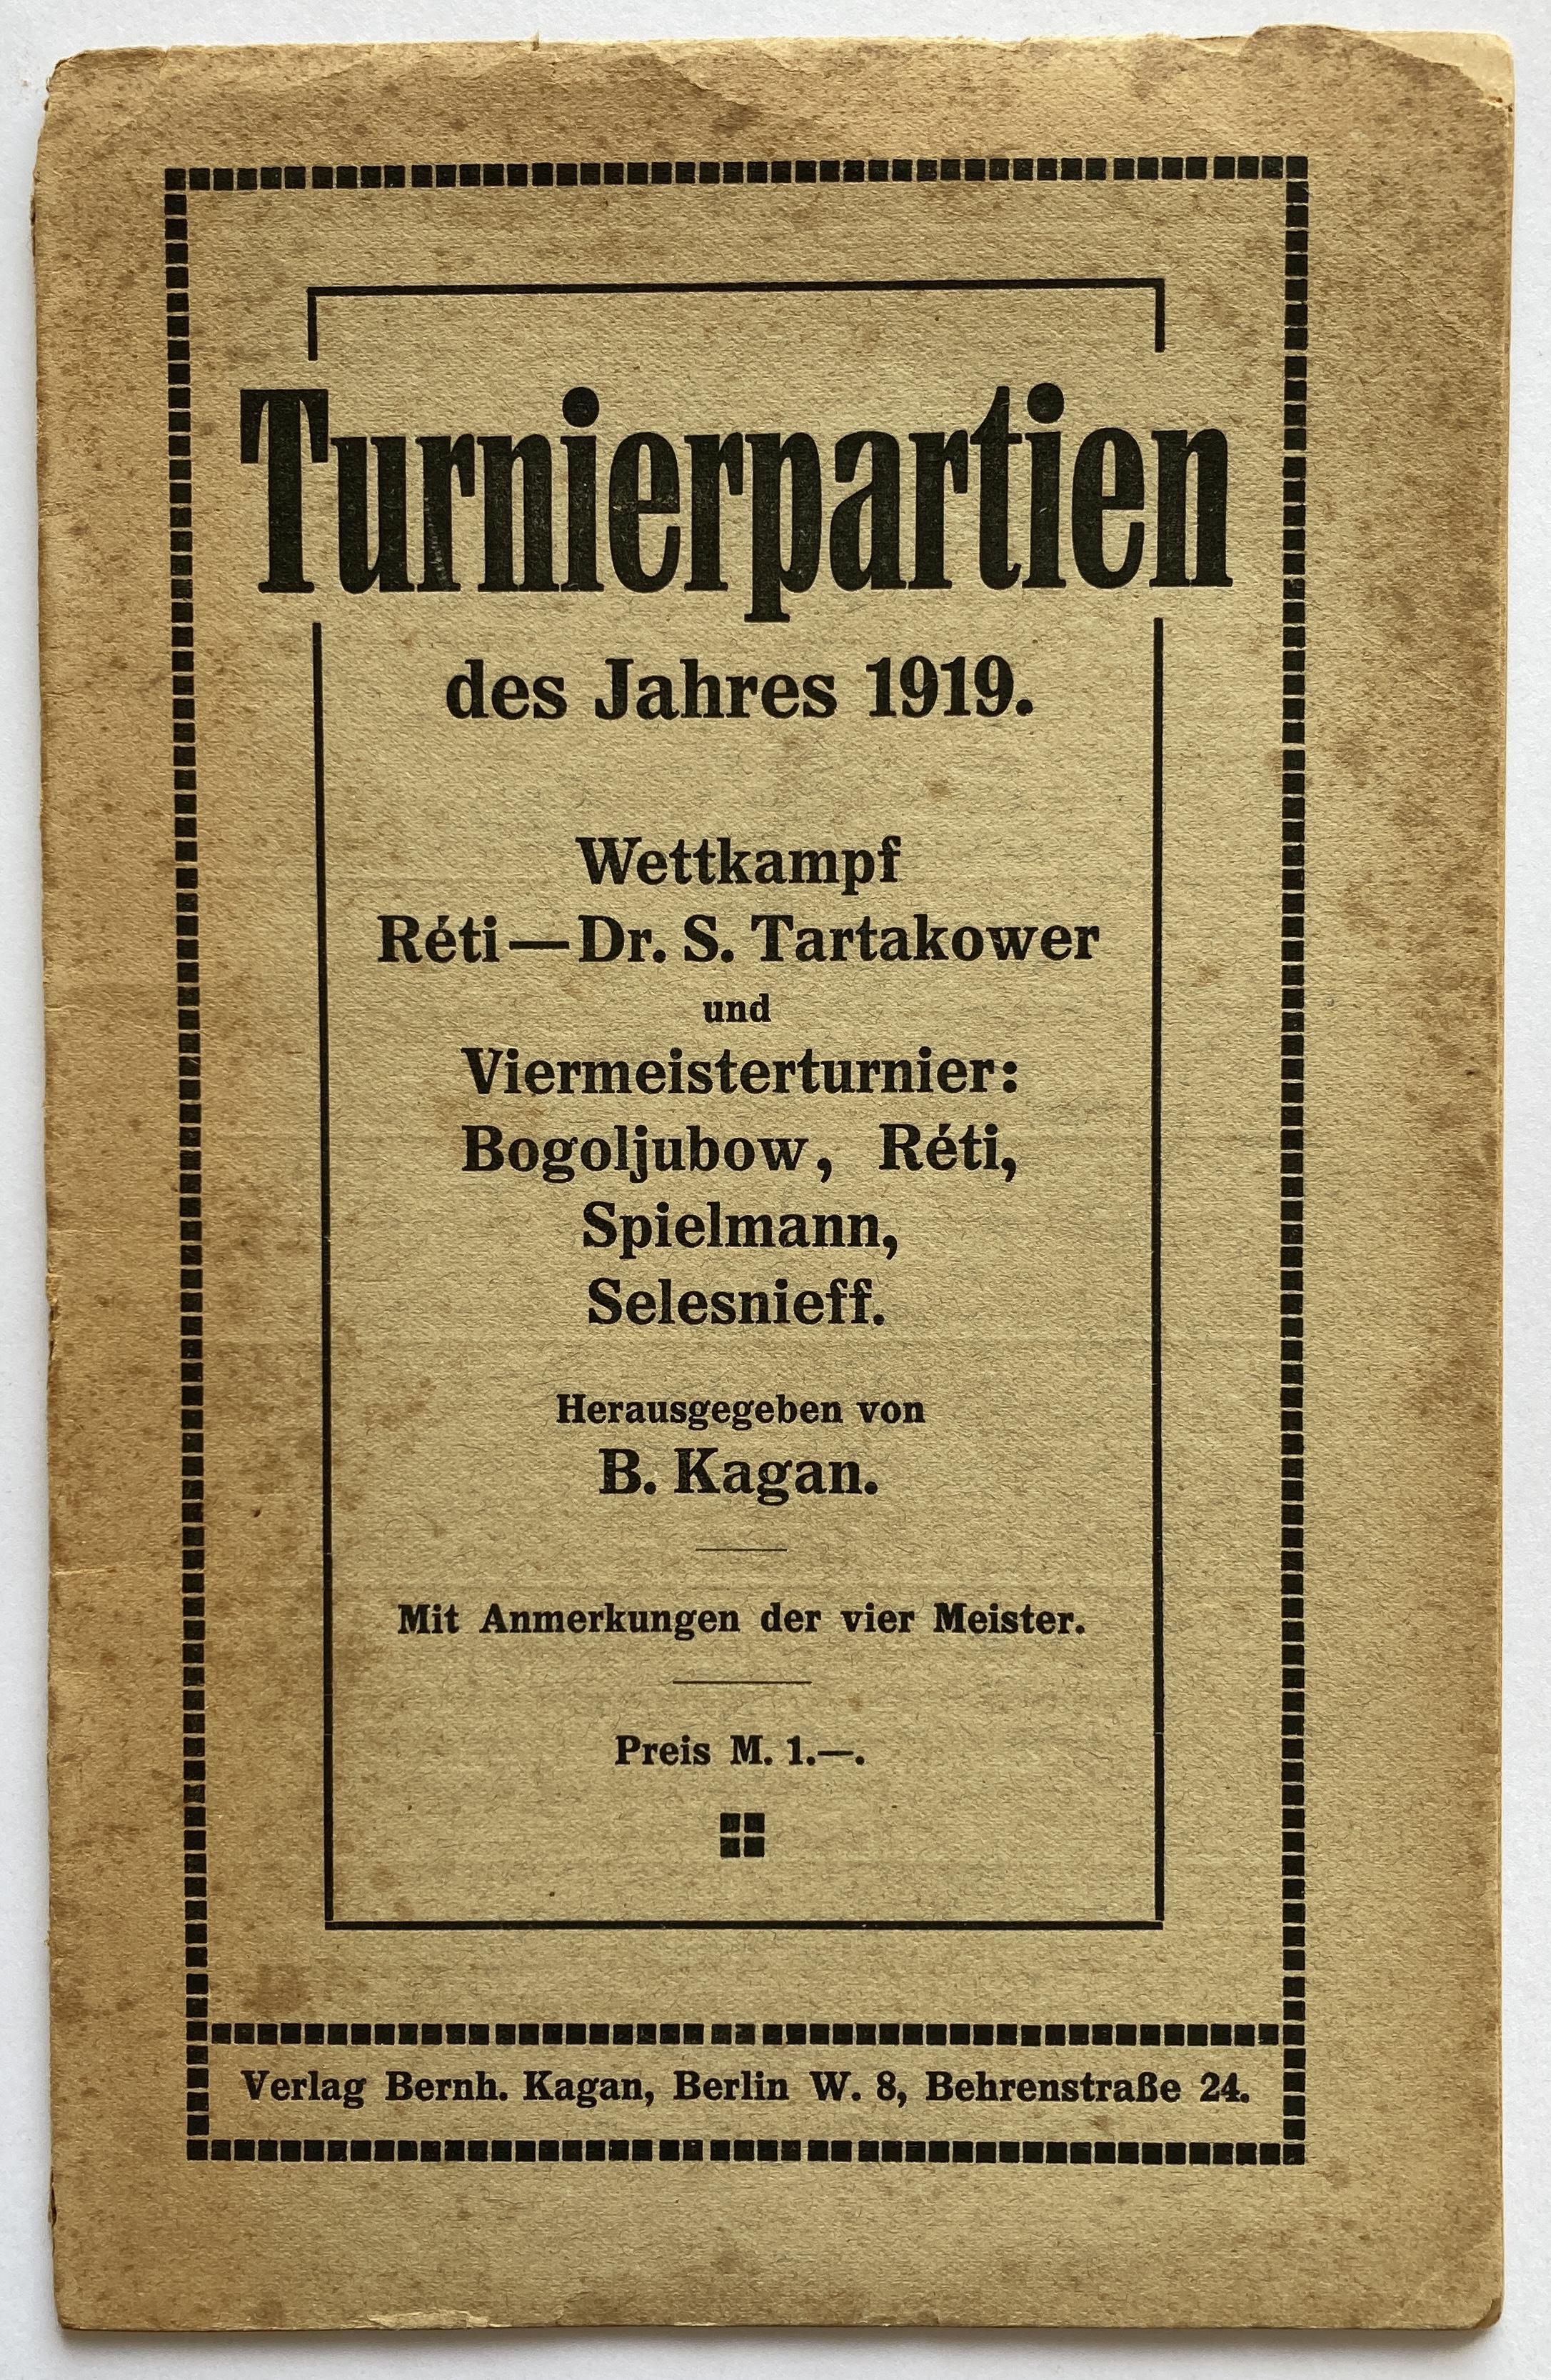 Turnierpartien
des Jahres 1919.
Wettkampf
Réti—Dr. S. Tartakower
und
Viermeisterturnier:
Bogoljubow, Réti,
Spielmann,
Selesnieff.
Herausgegeben von
B. Kagan.
Mit Anmerkungen der vier Meister.
Preis M. 1.—.
Verlag Bernh. Kagan, Berlin W. 8, Behrenstraße 24.